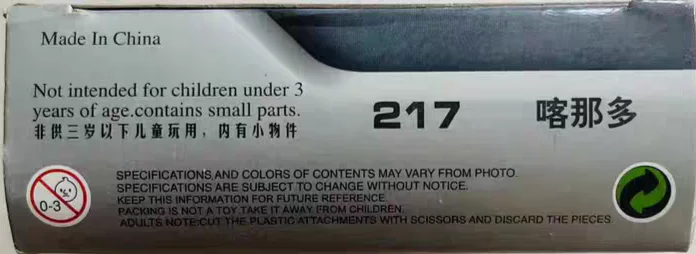 Made In China
Not intended for children under 3
years of age.contains small parts.
非供三岁以下儿童玩用，内有小物件
217 喀那多
0-3
SPECIFICATIONS,AND COLORS OF CONTENTS MAY VARY FROM PHOTO.
SPECIFICATIONS ARE SUBJECT TO CHANGE WITHOUT NOTICE.
KEEP THIS INFORMATION FOR FUTURE REFERENCE.
PACKING IS NOT A TOY TAKE IT AWAY FROM CHILDREN.
ADULTS NOTE:CUT THE PLASTIC ATTACHMENTS WITH SCISSORS AND DISCARD THE PIECES.